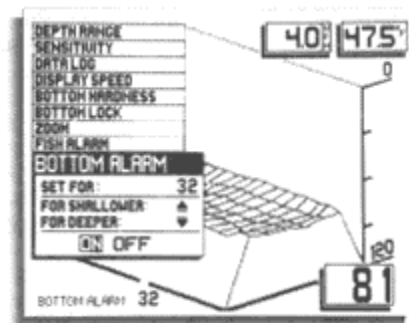 DEPTH RANGE
SENSITIVITY
DATA LOG
DISPLAY SPEED
BOTTOM HARDNESS
BOTTOM LOCK
ZOOM
FISH ALARM
BOTTOM ALARM
SET FOR: 32
FOR SHALLOWER:
FOR DEEPER:
ON OFF
BOTTOM ALARM 32
4.0
47.5°
0
120
81